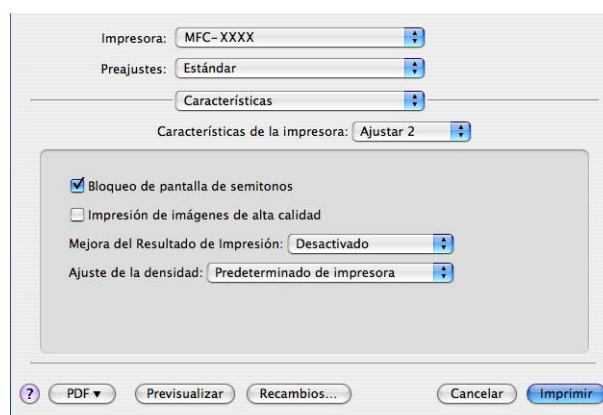 Impresora: MFC-XXXX
Preajustes: Estándar
Características
Características de la impresora: Ajustar 2
Bloqueo de pantalla de semitonos
Impresión de imágenes de alta calidad
Mejora del Resultado de Impresión: Desactivado
Ajuste de la densidad: Predeterminado de impresora
? PDF▼ Previsualizar Recambios... Cancelar Imprimir